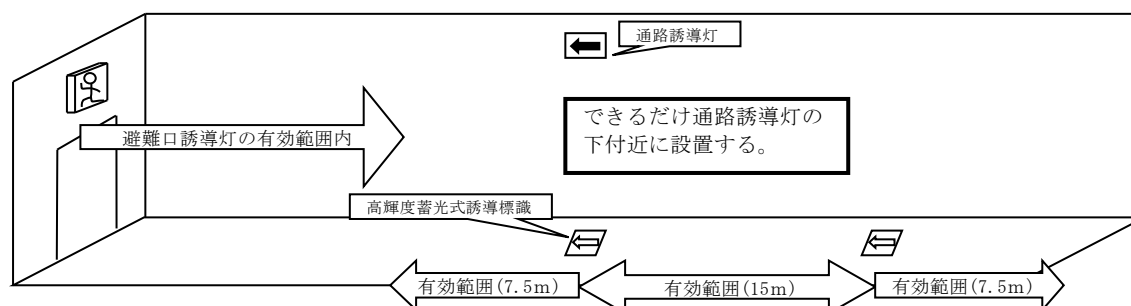 通路誘導灯
できるだけ通路誘導灯の
下付近に設置する。
避難口誘導灯の有効範囲内
高輝度蓄光式誘導標識
有効範囲(7.5m)
有効範囲(15m)
有効範囲(7.5m)